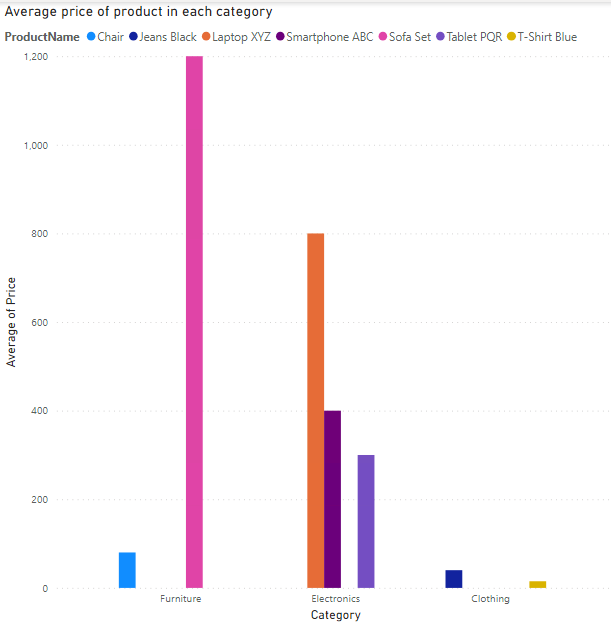 Average price of product in each category
ProductName Chair Jeans Black Laptop XYZ Smartphone ABC Sofa Set Tablet PQR T-Shirt Blue
1,200
1,000
800
600
400
200
0
Average of Price
Furniture Electronics Clothing
Category